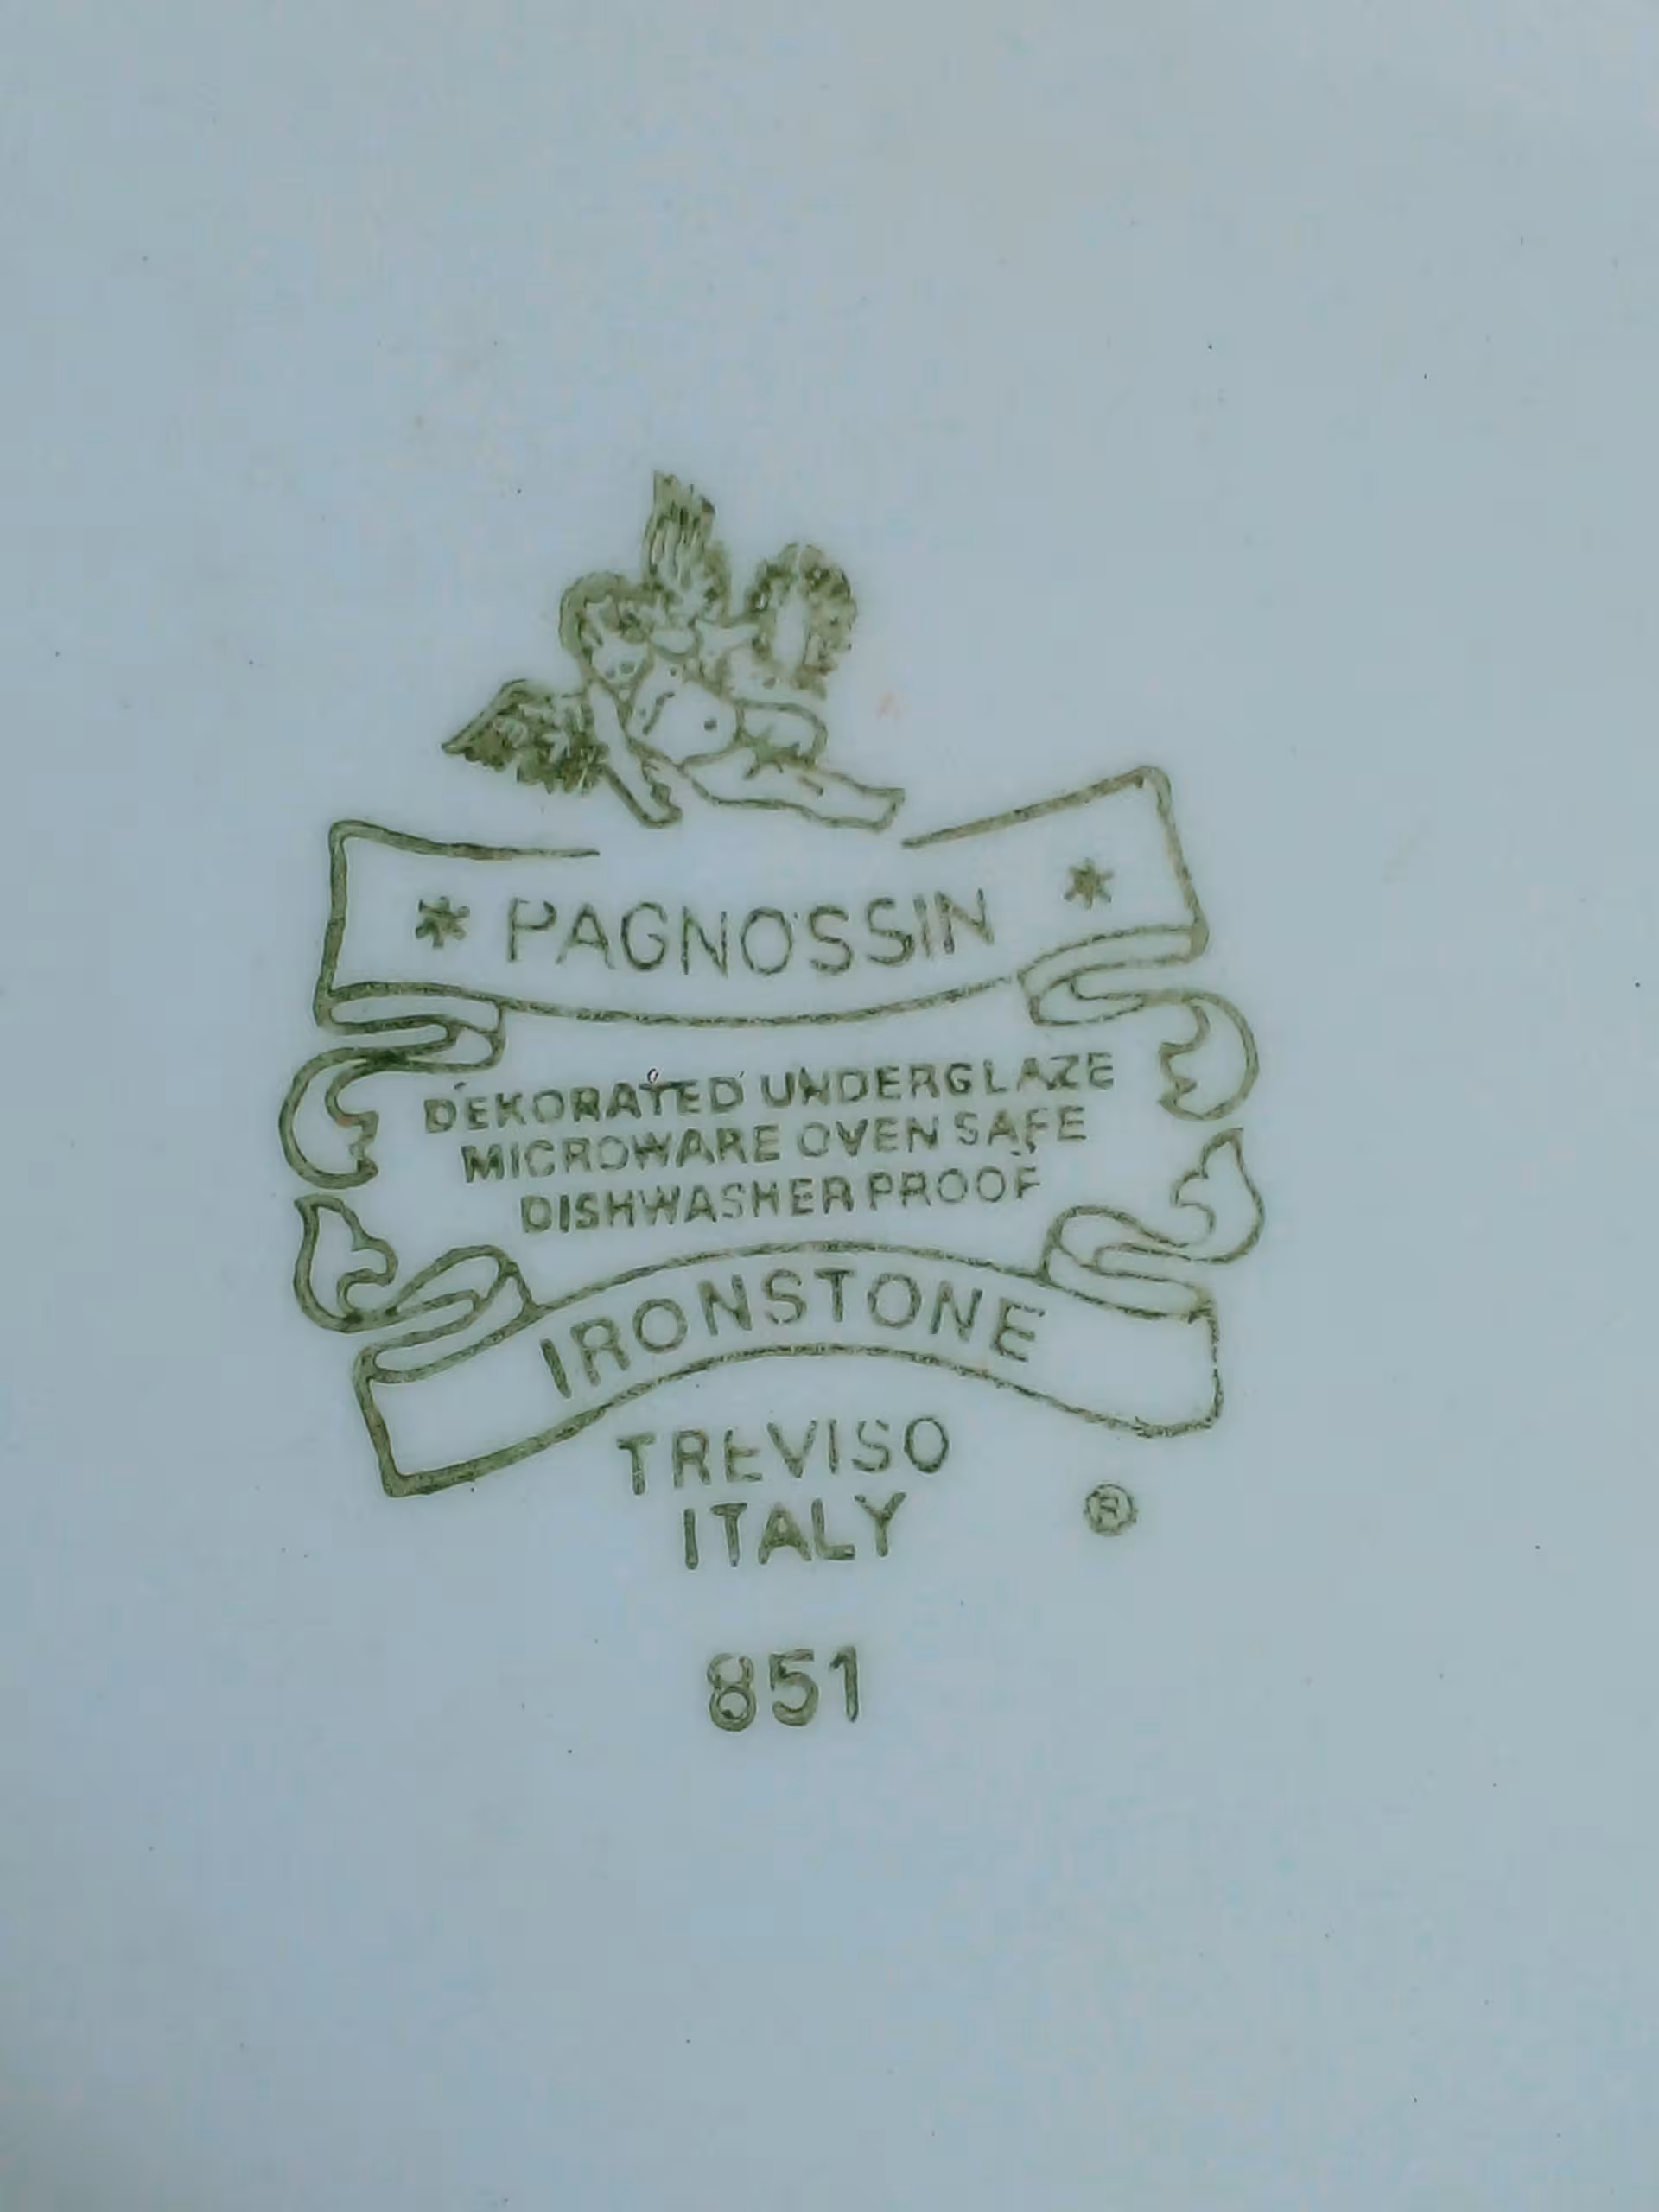 * PAGNOSSIN *
DEKORATED UNDERGLAZE
MICROWARE OVEN SAFE
DISHWASHER PROOF
IRONSTONE
TREVISO
ITALY
®
851